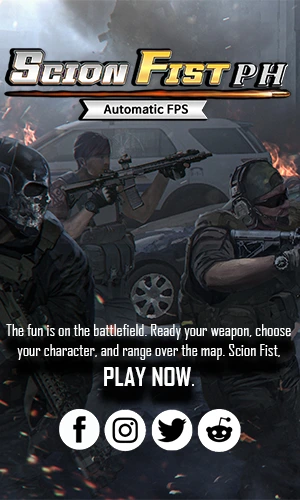 SCION FIST PH
Automatic FPS
The fun is on the battlefield. Ready your weapon, choose
your character, and range over the map. Scion Fist,
PLAY NOW.